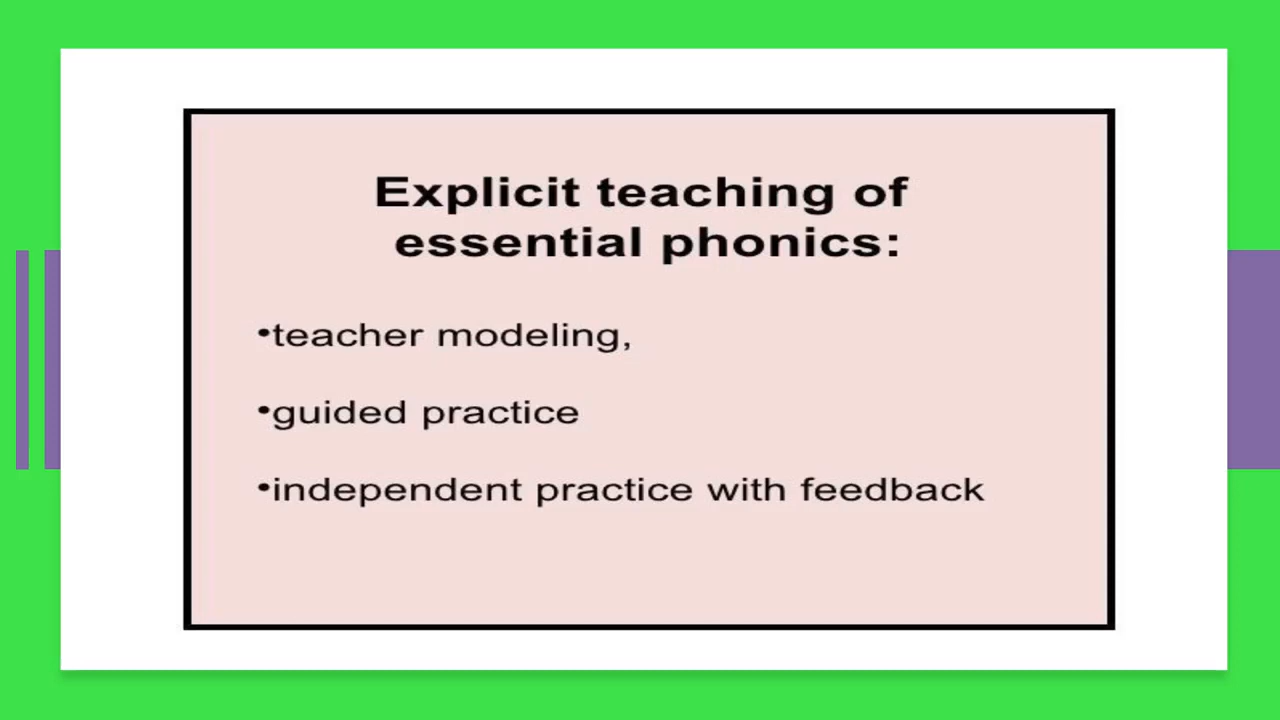 Explicit teaching of
essential phonics:
•teacher modeling,
•guided practice
•independent practice with feedback